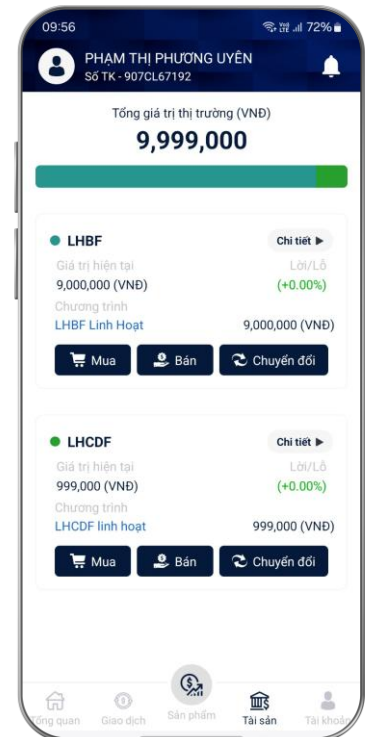 09:56 72%
PHẠM THỊ PHƯƠNG UYÊN
Số TK - 907CL67192
Tổng giá trị thị trường (VNĐ)
9,999,000
LHBF Chi tiết ▶
Giá trị hiện tại Lời/Lỗ
9,000,000 (VNĐ) (+0.00%)
Chương trình
LHBF Linh Hoạt 9,000,000 (VNĐ)
Mua Bán Chuyển đổi
LHCDF Chi tiết ▶
Giá trị hiện tại Lời/Lỗ
999,000 (VNĐ) (+0.00%)
Chương trình
LHCDF linh hoạt 999,000 (VNĐ)
Mua Bán Chuyển đổi
Tổng quan Giao dịch Sản phẩm Tài sản Tài khoản